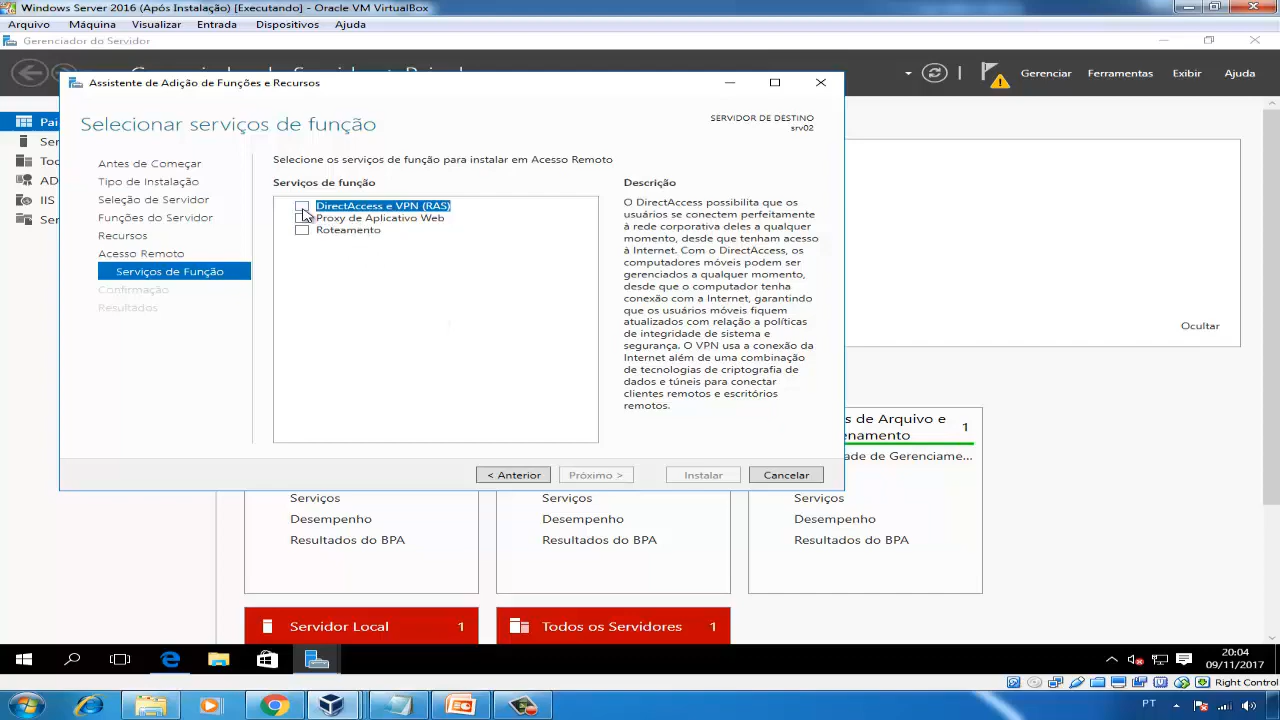 Windows Server 2016 (Após Instalação) [Executando] - Oracle VM VirtualBox
Arquivo Máquina Visualizar Entrada Dispositivos Ajuda
Gerenciador do Servidor
Gerenciar Ferramentas Exibir Ajuda
Assistente de Adição de Funções e Recursos
Selecionar serviços de função
SERVIDOR DE DESTINO
srv02
Antes de Começar
Tipo de Instalação
Seleção de Servidor
Funções do Servidor
Recursos
Acesso Remoto
Serviços de Função
Confirmação
Resultados
Selecione os serviços de função para instalar em Acesso Remoto
Serviços de função
DirectAccess e VPN (RAS)
Proxy de Aplicativo Web
Roteamento
Descrição
O DirectAccess possibilita que os
usuários se conectem perfeitamente
à rede corporativa deles a qualquer
momento, desde que tenham acesso
à Internet. Com o DirectAccess, os
computadores móveis podem ser
gerenciados a qualquer momento,
desde que o computador tenha
conexão com a Internet, garantindo
que os usuários móveis fiquem
atualizados com relação a políticas
de integridade de sistema e
segurança. O VPN usa a conexão da
Internet além de uma combinação
de tecnologias de criptografia de
dados e túneis para conectar
clientes remotos e escritórios
remotos.
< Anterior Próximo > Instalar Cancelar
Pai
Ser
Tod
AD
IIS
Ser
Ocultar
s de Arquivo e
enamento 1
ade de Gerenciame...
Serviços
Desempenho
Resultados do BPA
Serviços
Desempenho
Resultados do BPA
Serviços
Desempenho
Resultados do BPA
Servidor Local 1
Todos os Servidores 1
20:04
09/11/2017
Right Control
PT